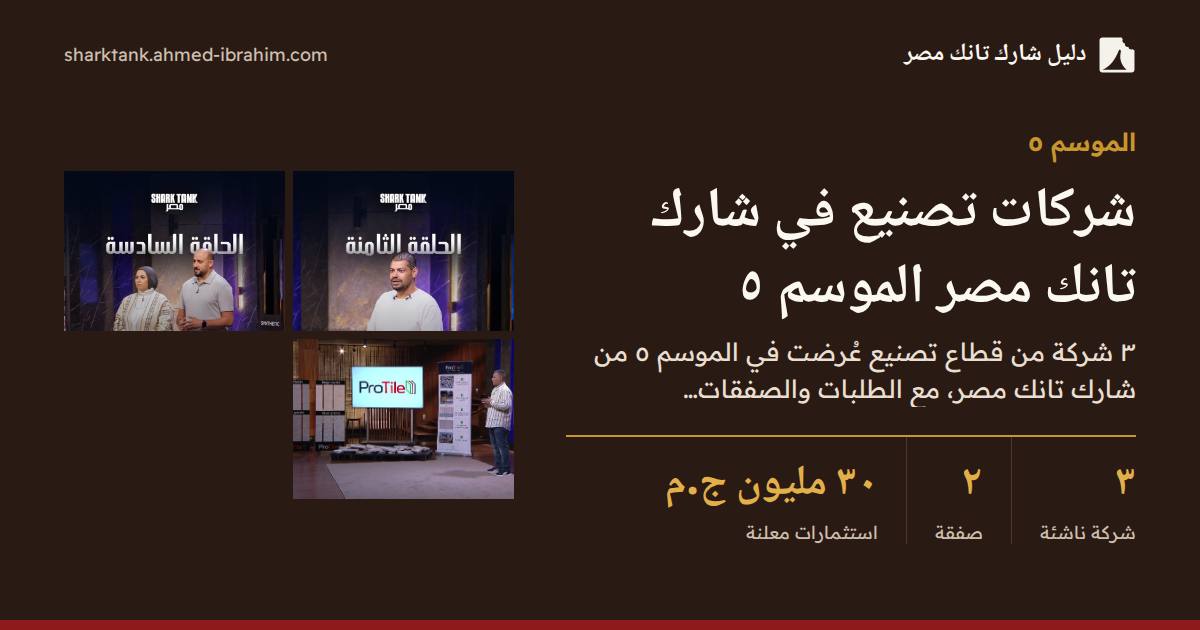 دليل شارك تانك مصر
sharktank.ahmed-ibrahim.com
الموسم ٥
شركات تصنيع في شارك
تانك مصر الموسم ٥
٣ شركة من قطاع تصنيع عُرضت في الموسم ٥ من
شارك تانك مصر، مع الطلبات والصفقات...
٣
شركة ناشئة
٢
صفقة
٣٠ مليون ج.م
استثمارات معلنة
SHARK TANK
مصر
الحلقة الثامنة
SHARK TANK
مصر
الحلقة السادسة
SYNTHETIC
ProTile